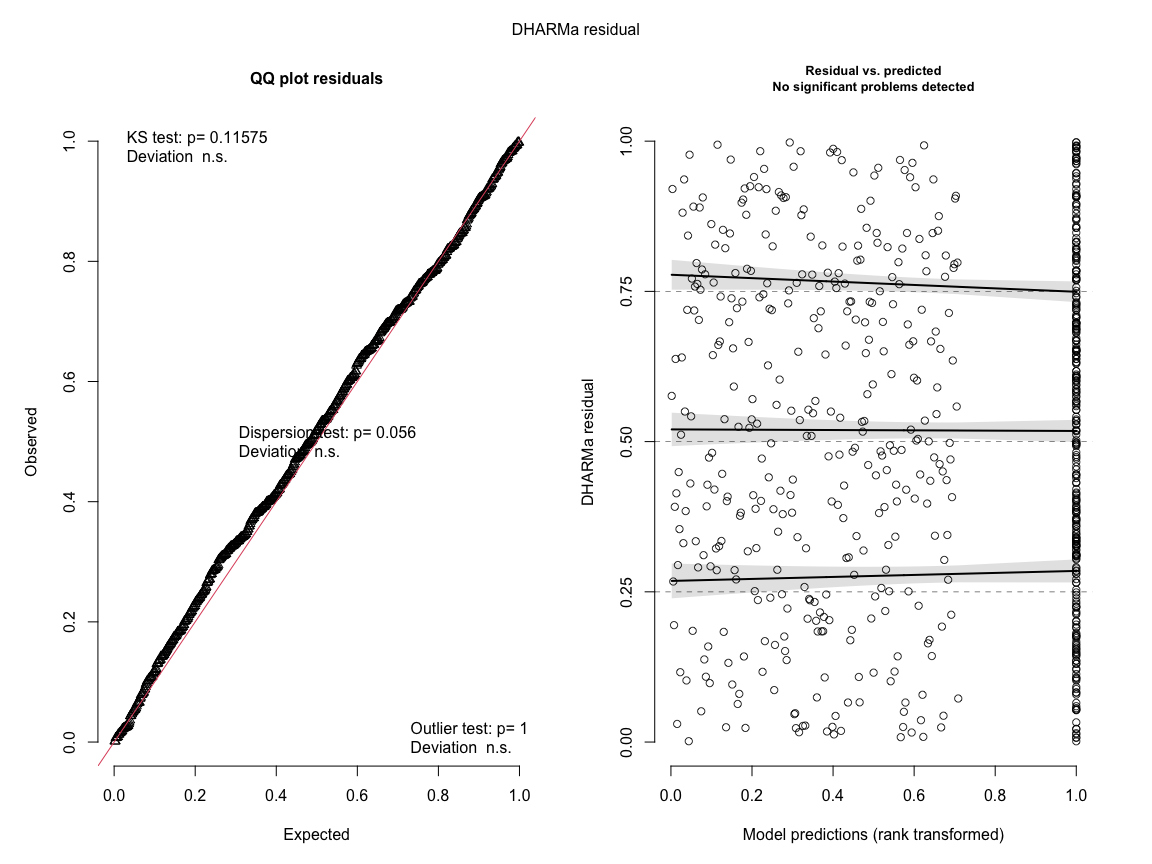 DHARMa residual
QQ plot residuals
KS test: p= 0.11575
Deviation n.s.
Dispersion test: p= 0.056
Deviation n.s.
Outlier test: p= 1
Deviation n.s.
Observed
0.0
0.2
0.4
0.6
0.8
1.0
0.0 0.2 0.4 0.6 0.8 1.0
Expected
Residual vs. predicted
No significant problems detected
DHARMa residual
0.00
0.25
0.50
0.75
1.00
0.0 0.2 0.4 0.6 0.8 1.0
Model predictions (rank transformed)